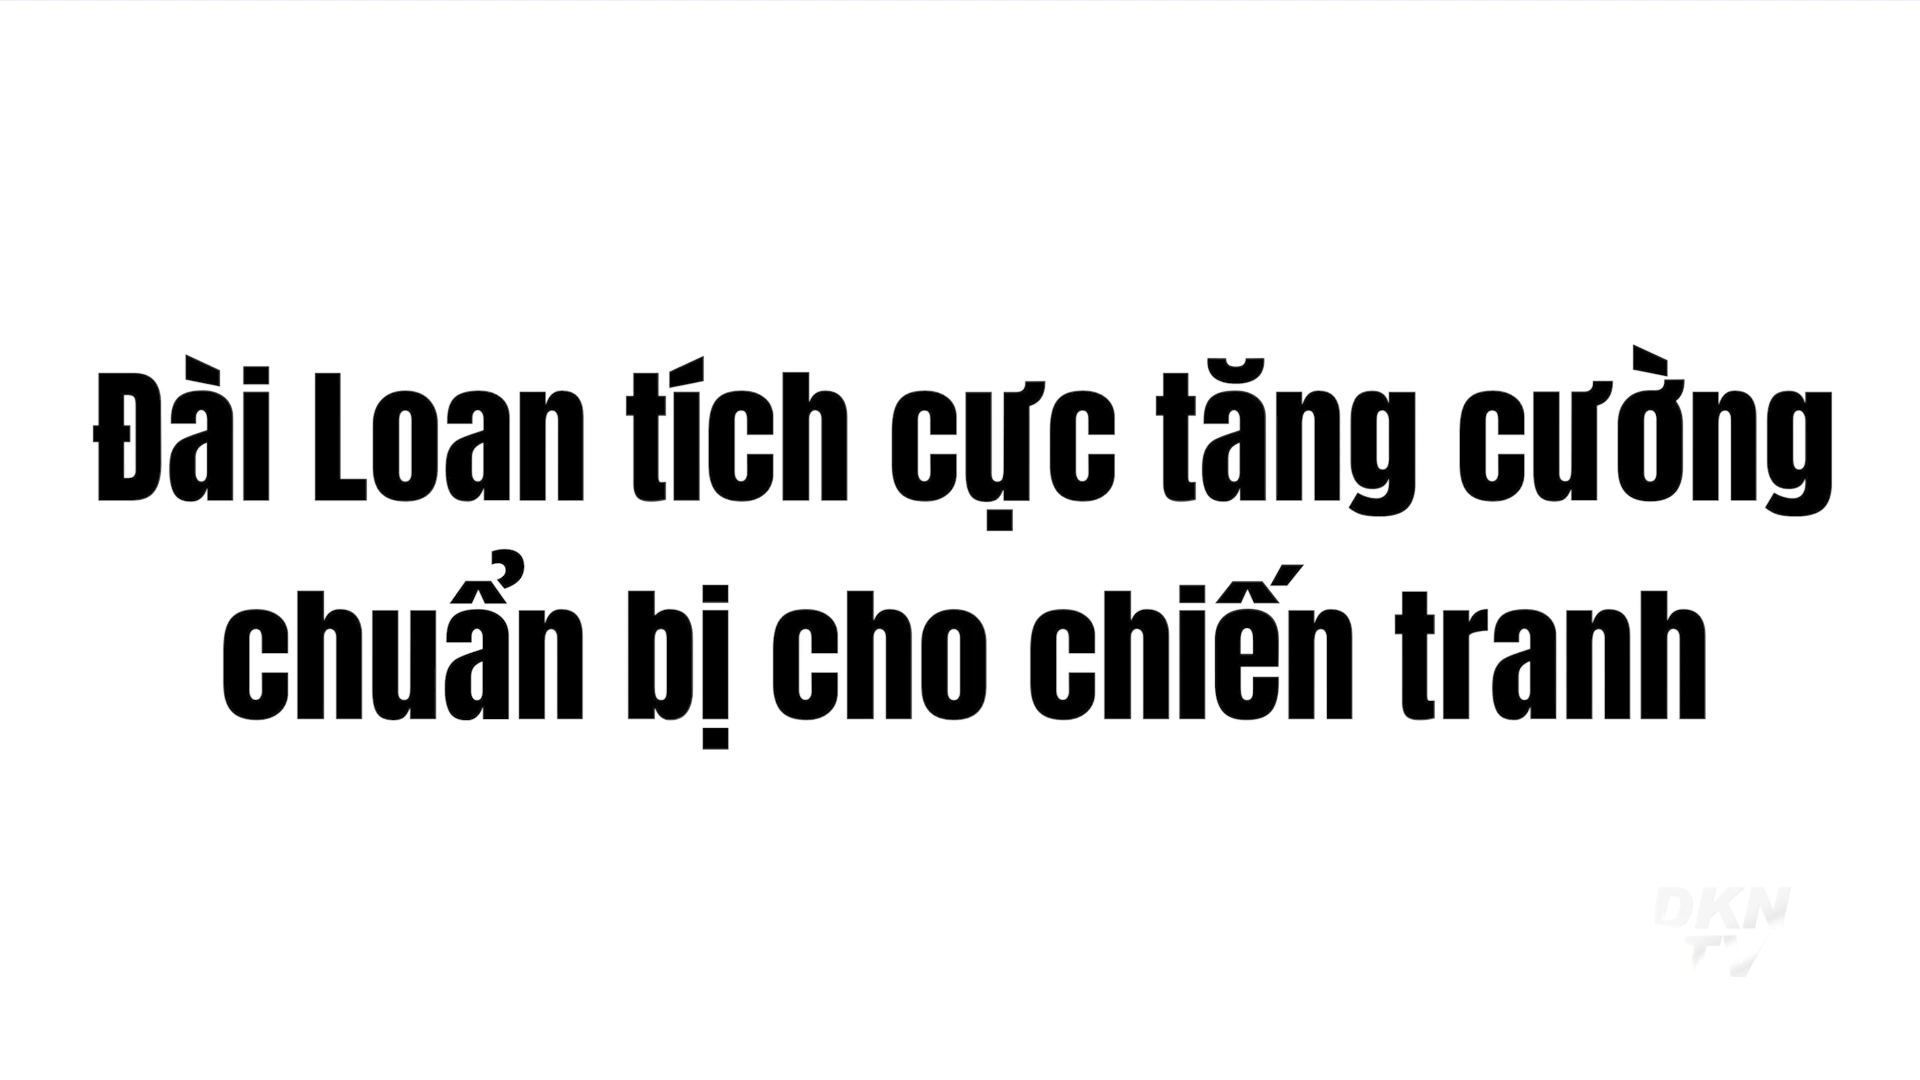 Đài Loan tích cực tăng cường
chuẩn bị cho chiến tranh
DKN
TV